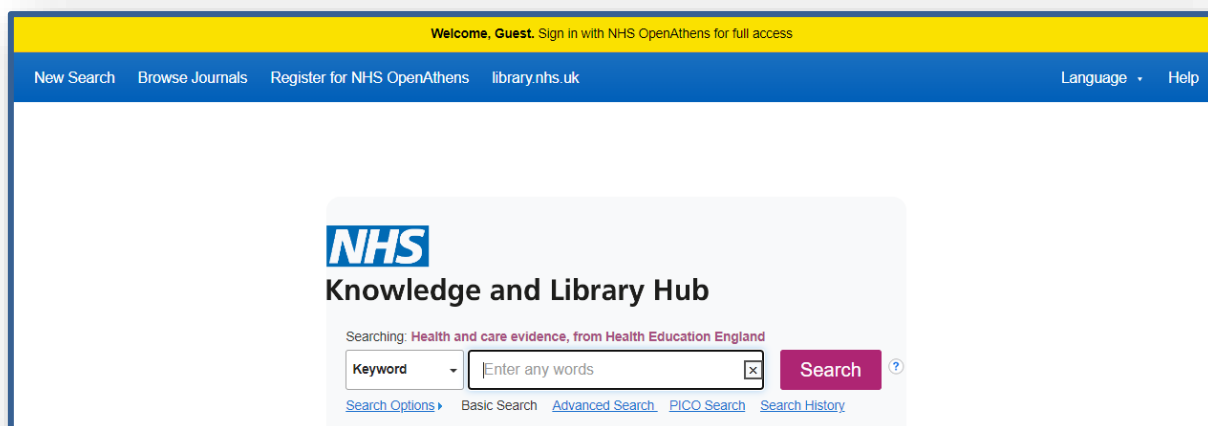 Welcome, Guest. Sign in with NHS OpenAthens for full access
New Search Browse Journals Register for NHS OpenAthens library.nhs.uk Language Help
NHS
Knowledge and Library Hub
Searching: Health and care evidence, from Health Education England
Keyword Enter any words Search ?
Search Options Basic Search Advanced Search PICO Search Search History